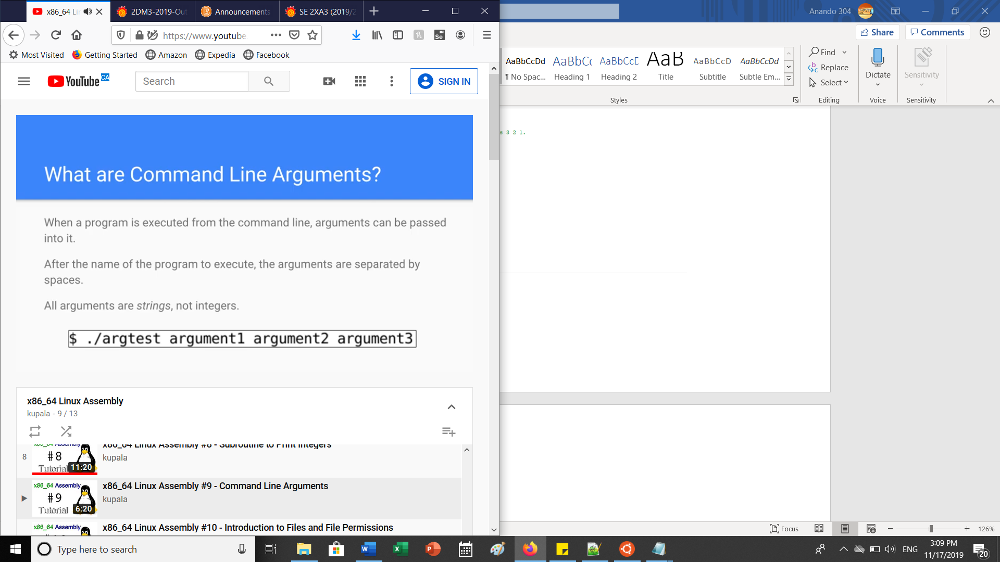 x86_64 Li
2DM3-2019-Out
Announcements
SE 2XA3 (2019/2
https://www.youtube
Most Visited
Getting Started
Amazon
Expedia
Facebook
YouTube CA
Search
SIGN IN
What are Command Line Arguments?
When a program is executed from the command line, arguments can be passed
into it.
After the name of the program to execute, the arguments are separated by
spaces.
All arguments are strings, not integers.
$ ./argtest argument1 argument2 argument3
x86_64 Linux Assembly
kupala - 9 / 13
8
x86_64 Assembly
#8
Tutorial
11:20
x86_64 Linux Assembly #8 - Subroutine to Print Integers
kupala
x86_64 Assembly
#9
Tutorial
6:20
x86_64 Linux Assembly #9 - Command Line Arguments
kupala
x86_64 Assembly
x86_64 Linux Assembly #10 - Introduction to Files and File Permissions
Anando 304
Share
Comments
AaBbCcDd
¶ No Spac...
AaBbCc
Heading 1
AaBbCcD
Heading 2
AaB
Title
AaBbCcD
Subtitle
AaBbCcDd
Subtle Em...
Styles
Find
Replace
Select
Editing
Dictate
Voice
Sensitivity
Sensitivity
s 3 2 1.
Focus
126%
Type here to search
ENG
3:09 PM
11/17/2019
20